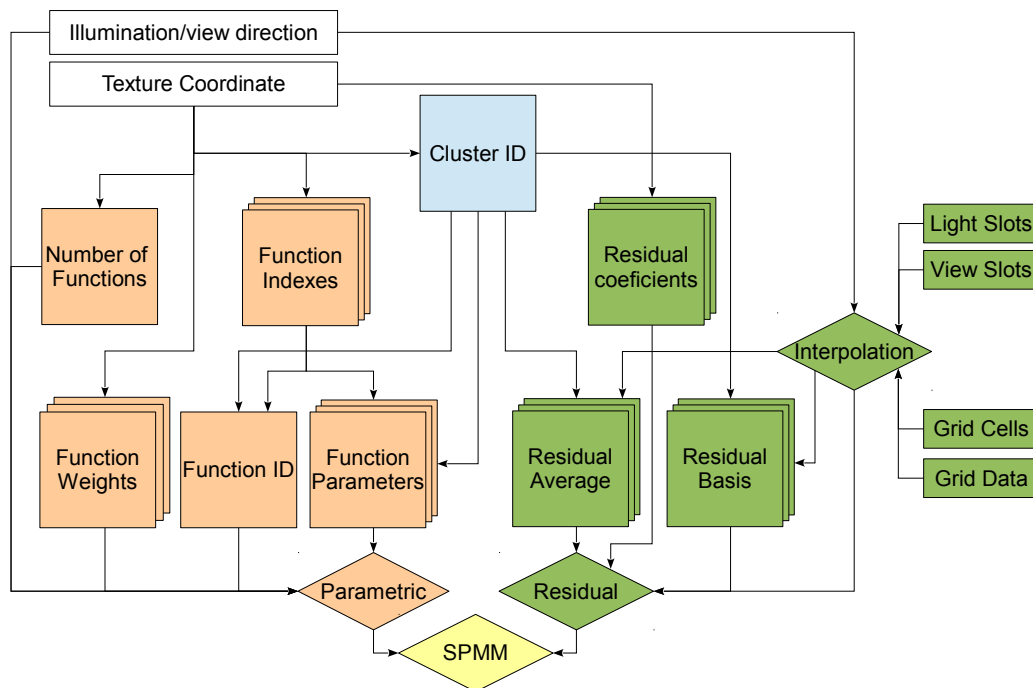 Illumination/view direction
Texture Coordinate
Cluster ID
Number of
Functions
Function
Indexes
Residual
coeficients
Light Slots
View Slots
Interpolation
Function
Weights
Function ID
Function
Parameters
Residual
Average
Residual
Basis
Grid Cells
Grid Data
Parametric
Residual
SPMM